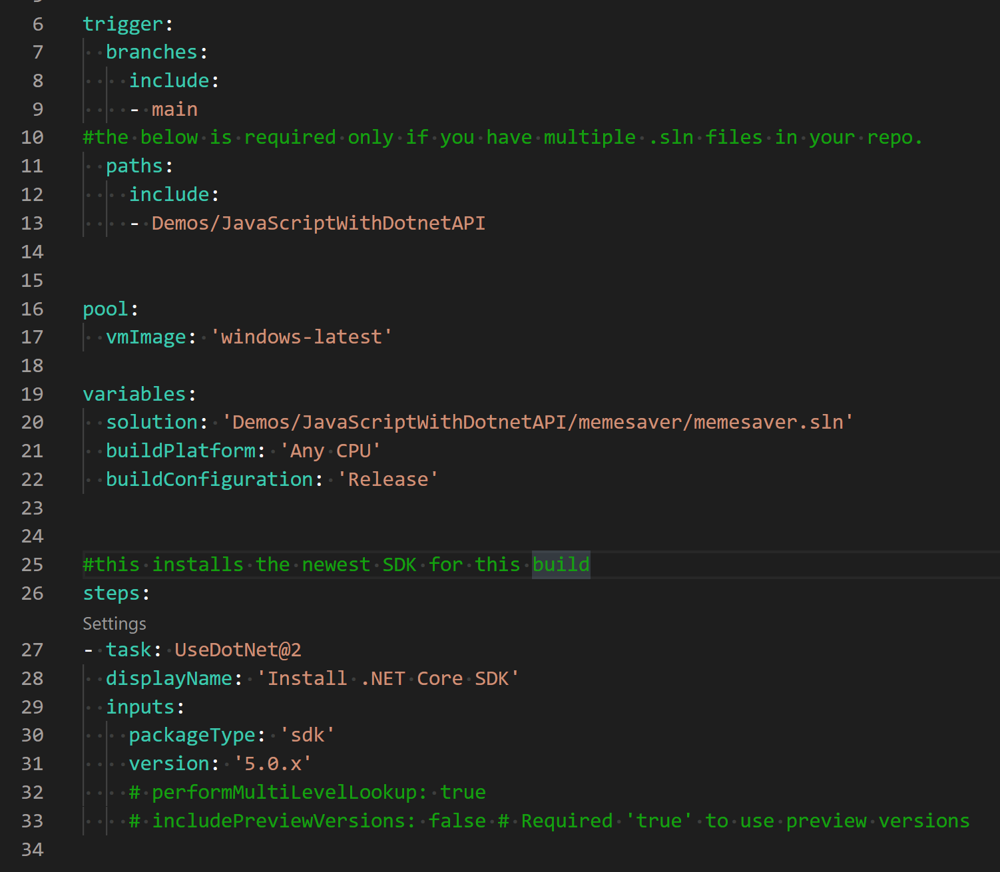 6 trigger:
7   branches:
8     include:
9     - main
10 #the below is required only if you have multiple .sln files in your repo.
11   paths:
12     include:
13     - Demos/JavaScriptWithDotnetAPI
14
15
16 pool:
17   vmImage: 'windows-latest'
18
19 variables:
20   solution: 'Demos/JavaScriptWithDotnetAPI/memesaver/memesaver.sln'
21   buildPlatform: 'Any CPU'
22   buildConfiguration: 'Release'
23
24
25 #this installs the newest SDK for this build
26 steps:
Settings
27 - task: UseDotNet@2
28   displayName: 'Install .NET Core SDK'
29   inputs:
30     packageType: 'sdk'
31     version: '5.0.x'
32     # performMultiLevelLookup: true
33     # includePreviewVersions: false # Required 'true' to use preview versions
34